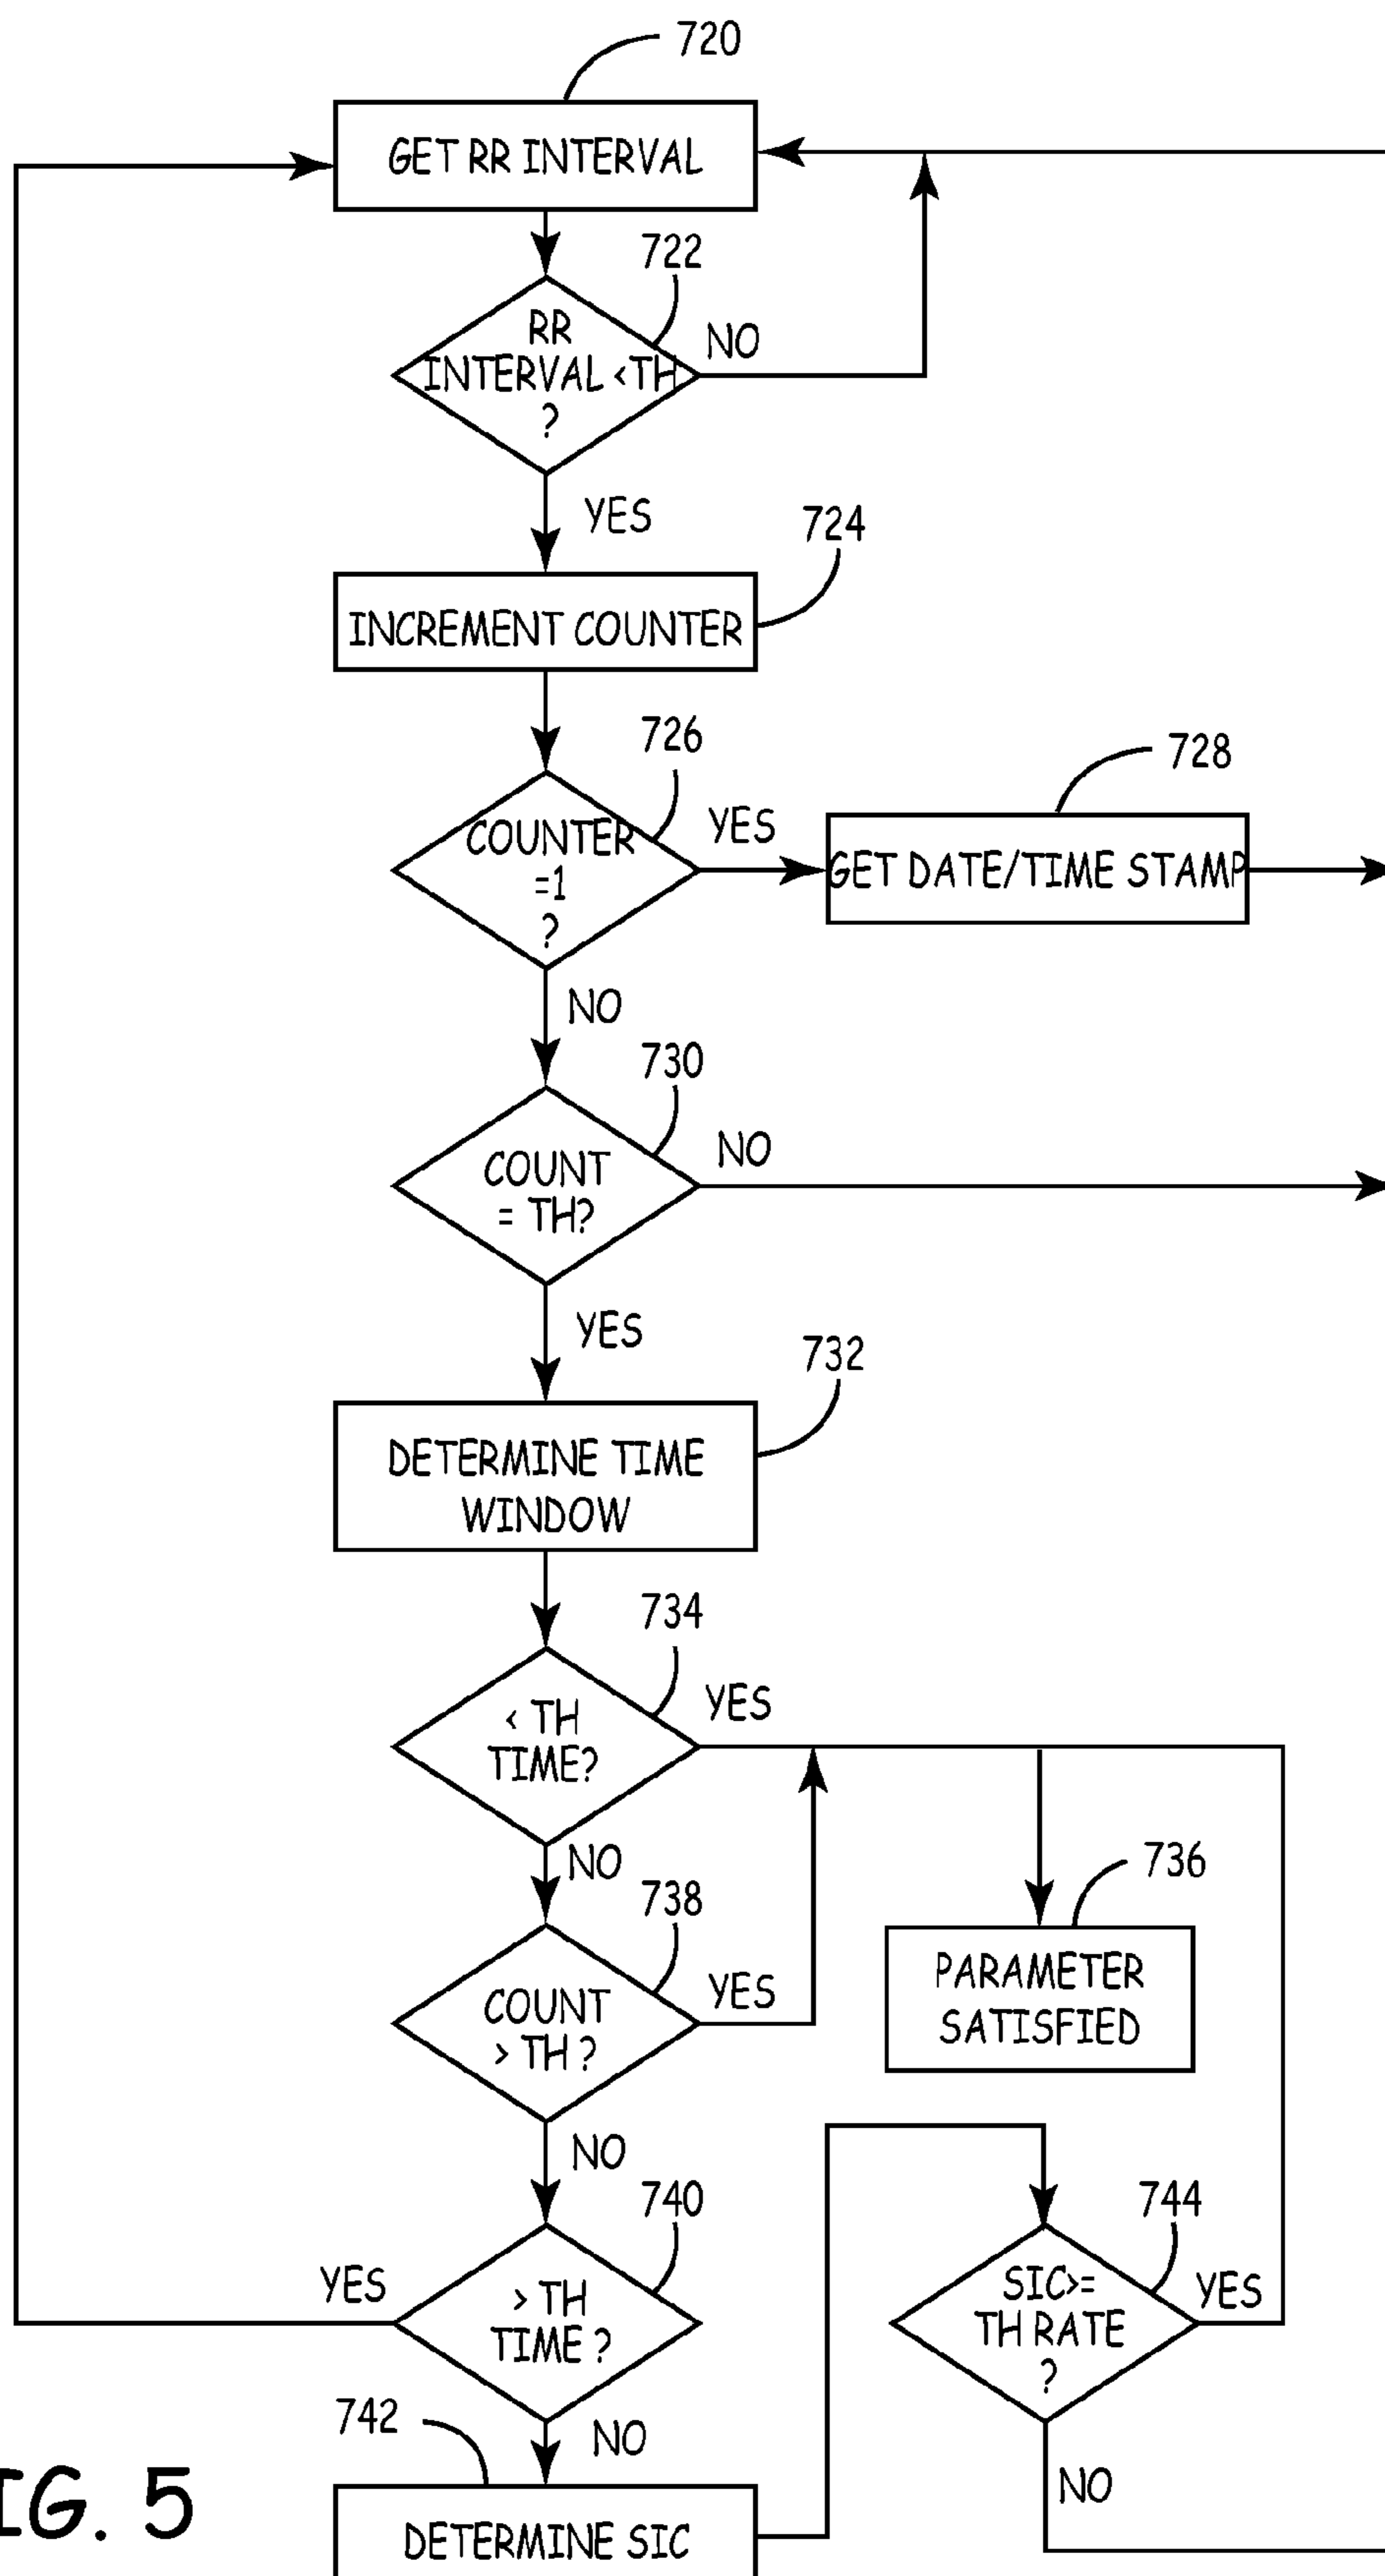 720
GET RR INTERVAL
722
RR
INTERVAL <TH
?
NO
YES
724
INCREMENT COUNTER
726
COUNTER
=1
?
YES
728
GET DATE/TIME STAMP
NO
730
COUNT
= TH?
NO
YES
732
DETERMINE TIME
WINDOW
734
< TH
TIME?
YES
NO
736
PARAMETER
SATISFIED
738
COUNT
> TH ?
YES
NO
740
> TH
TIME ?
YES
NO
744
SIC>=
TH RATE
?
YES
NO
742
DETERMINE SIC
IG. 5